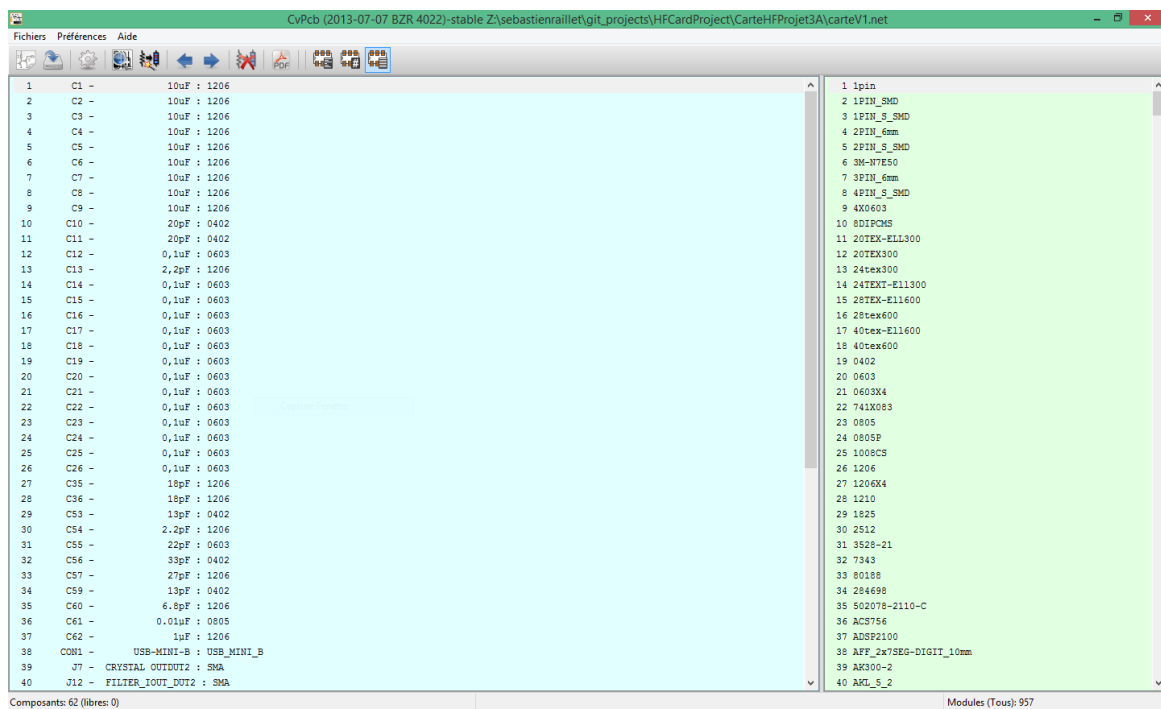 CvPcb (2013-07-07 BZR 4022)-stable Z:\sebastienraillet\git_projects\HFCardProject\CarteHFProjet3A\carteV1.net
Fichiers Préférences Aide
PDF
1 C1 - 10uF : 1206
2 C2 - 10uF : 1206
3 C3 - 10uF : 1206
4 C4 - 10uF : 1206
5 C5 - 10uF : 1206
6 C6 - 10uF : 1206
7 C7 - 10uF : 1206
8 C8 - 10uF : 1206
9 C9 - 10uF : 1206
10 C10 - 20pF : 0402
11 C11 - 20pF : 0402
12 C12 - 0,1uF : 0603
13 C13 - 2,2pF : 1206
14 C14 - 0,1uF : 0603
15 C15 - 0,1uF : 0603
16 C16 - 0,1uF : 0603
17 C17 - 0,1uF : 0603
18 C18 - 0,1uF : 0603
19 C19 - 0,1uF : 0603
20 C20 - 0,1uF : 0603
21 C21 - 0,1uF : 0603
22 C22 - 0,1uF : 0603
23 C23 - 0,1uF : 0603
24 C24 - 0,1uF : 0603
25 C25 - 0,1uF : 0603
26 C26 - 0,1uF : 0603
27 C35 - 18pF : 1206
28 C36 - 18pF : 1206
29 C53 - 13pF : 0402
30 C54 - 2.2pF : 1206
31 C55 - 22pF : 0603
32 C56 - 33pF : 0402
33 C57 - 27pF : 1206
34 C59 - 13pF : 0402
35 C60 - 6.8pF : 1206
36 C61 - 0.01µF : 0805
37 C62 - 1µF : 1206
38 CON1 - USB-MINI-B : USB_MINI_B
39 J7 - CRYSTAL OUTDUT2 : SMA
40 J12 - FILTER_IOUT_DUT2 : SMA
1 1pin
2 1PIN_SMD
3 1PIN_S_SMD
4 2PIN_6mm
5 2PIN_S_SMD
6 3M-N7E50
7 3PIN_6mm
8 4PIN_S_SMD
9 4X0603
10 8DIPCMS
11 20TEX-ELL300
12 20TEX300
13 24tex300
14 24TEXT-Ell300
15 28TEX-Ell600
16 28tex600
17 40tex-Ell600
18 40tex600
19 0402
20 0603
21 0603X4
22 741X083
23 0805
24 0805P
25 1008CS
26 1206
27 1206X4
28 1210
29 1825
30 2512
31 3528-21
32 7343
33 80188
34 284698
35 502078-2110-C
36 ACS756
37 ADSP2100
38 AFF_2x7SEG-DIGIT_10mm
39 AK300-2
40 AKL_5_2
Composants: 62 (libres: 0)
Modules (Tous): 957